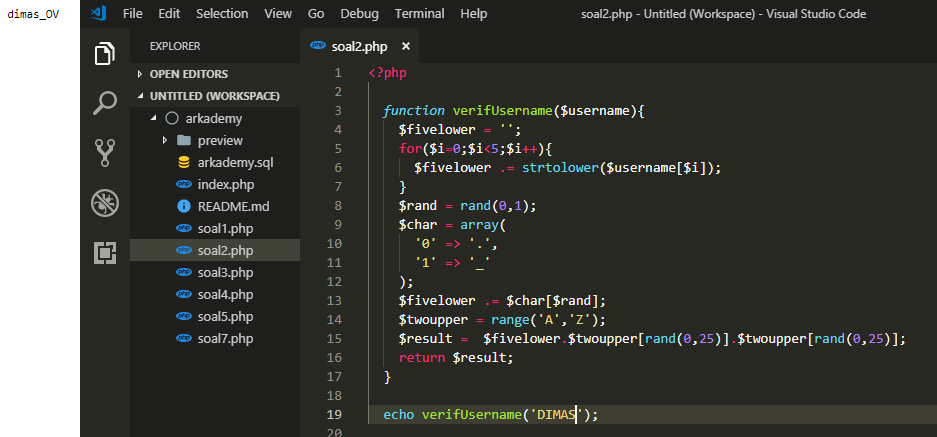 dimas_OV
File Edit Selection View Go Debug Terminal Help
soal2.php - Untitled (Workspace) - Visual Studio Code
EXPLORER
OPEN EDITORS
UNTITLED (WORKSPACE)
arkademy
preview
arkademy.sql
index.php
README.md
soal1.php
soal2.php
soal3.php
soal4.php
soal5.php
soal7.php
soal2.php ×
1 <?php
2
3 function verifUsername($username){
4 $fivelower = '';
5 for($i=0;$i<5;$i++){
6 $fivelower .= strtolower($username[$i]);
7 }
8 $rand = rand(0,1);
9 $char = array(
10 '0' => '.',
11 '1' => '_'
12 );
13 $fivelower .= $char[$rand];
14 $twoupper = range('A','Z');
15 $result =  $fivelower.$twoupper[rand(0,25)].$twoupper[rand(0,25)];
16 return $result;
17 }
18
19 echo verifUsername('DIMAS');
20